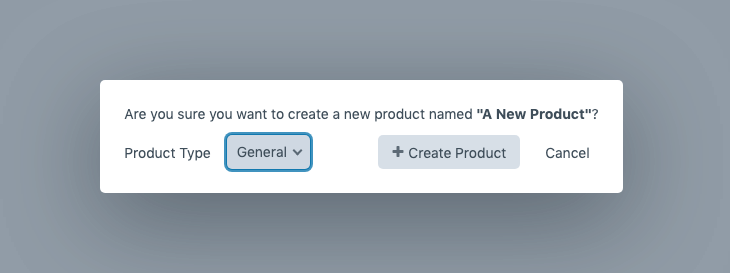 Are you sure you want to create a new product named "A New Product"?
Product Type General Create Product Cancel